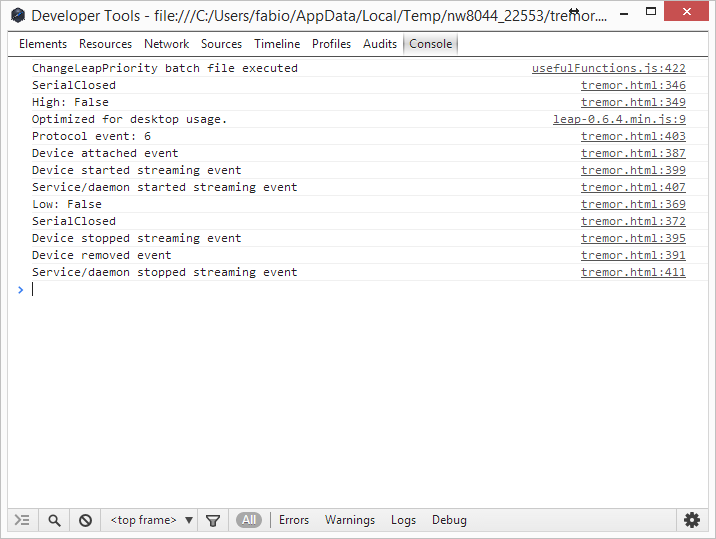 Developer Tools - file:///C:/Users/fabio/AppData/Local/Temp/nw8044_22553/tremor....
Elements Resources Network Sources Timeline Profiles Audits Console
ChangeLeapPriority batch file executed usefulFunctions.js:422
SerialClosed tremor.html:346
High: False tremor.html:349
Optimized for desktop usage. leap-0.6.4.min.js:9
Protocol event: 6 tremor.html:403
Device attached event tremor.html:387
Device started streaming event tremor.html:399
Service/daemon started streaming event tremor.html:407
Low: False tremor.html:369
SerialClosed tremor.html:372
Device stopped streaming event tremor.html:395
Device removed event tremor.html:391
Service/daemon stopped streaming event tremor.html:411
<top frame> All Errors Warnings Logs Debug